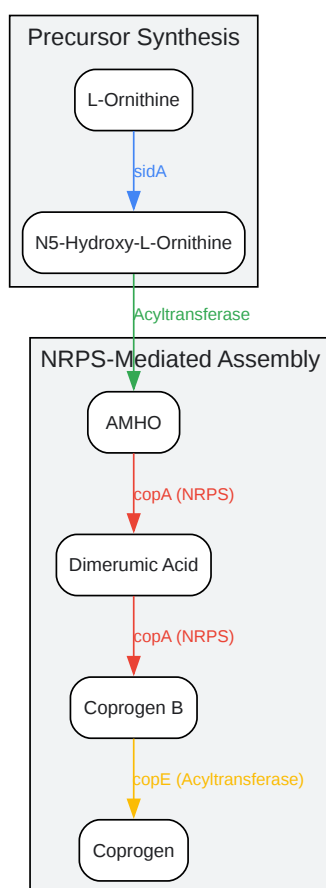 Precursor Synthesis
L-Ornithine
sidA
N5-Hydroxy-L-Ornithine
Acyltransferase
NRPS-Mediated Assembly
AMHO
copA (NRPS)
Dimerumic Acid
copA (NRPS)
Coprogen B
copE (Acyltransferase)
Coprogen